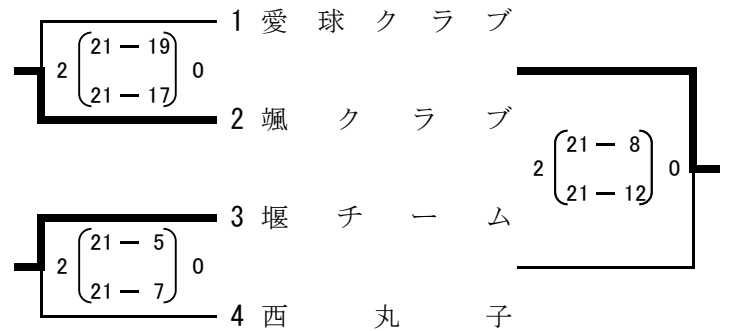 1 愛球クラブ
2 21 － 19 0
21 － 17
2 颯クラブ
2 21 － 8 0
21 － 12
3 堰チーム
2 21 － 5 0
21 － 7
4 西丸子